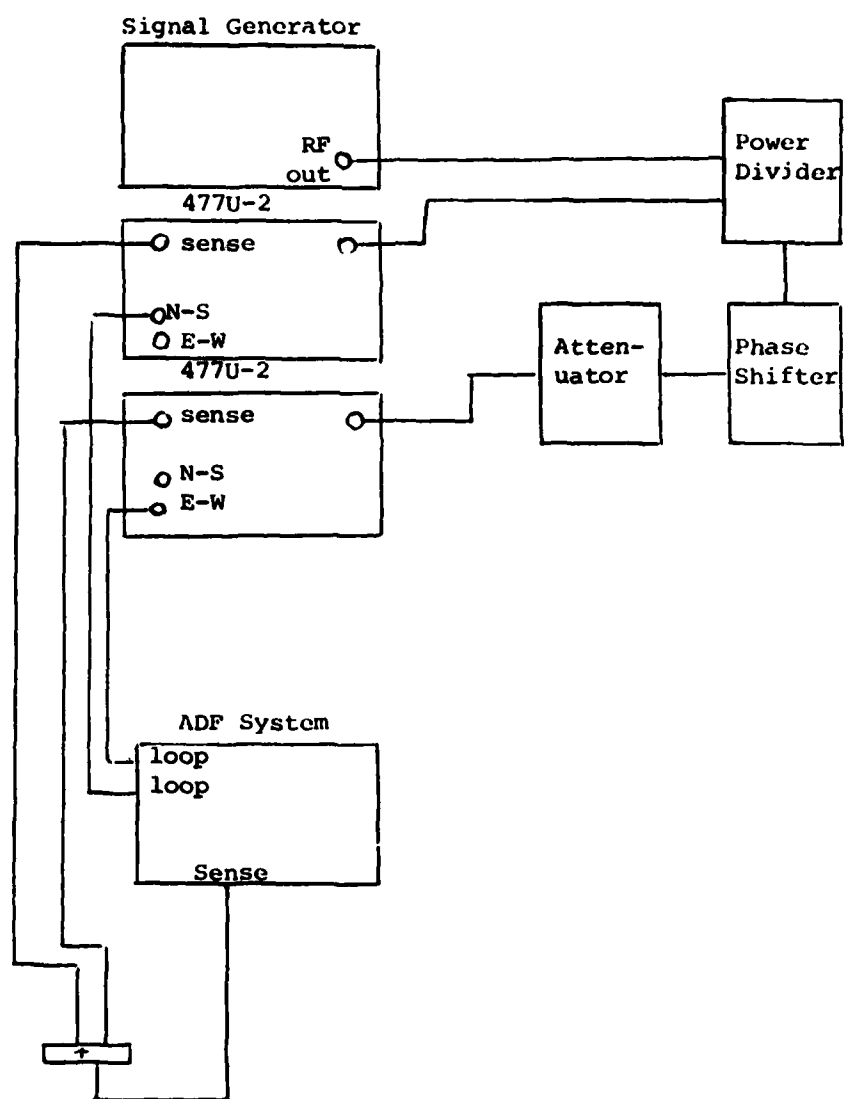 Signal Generator
RF
out
Power
Divider
477U-2
sense
N-S
E-W
477U-2
Atten-
uator
Phase
Shifter
sense
N-S
E-W
ADF System
loop
loop
Sense
+